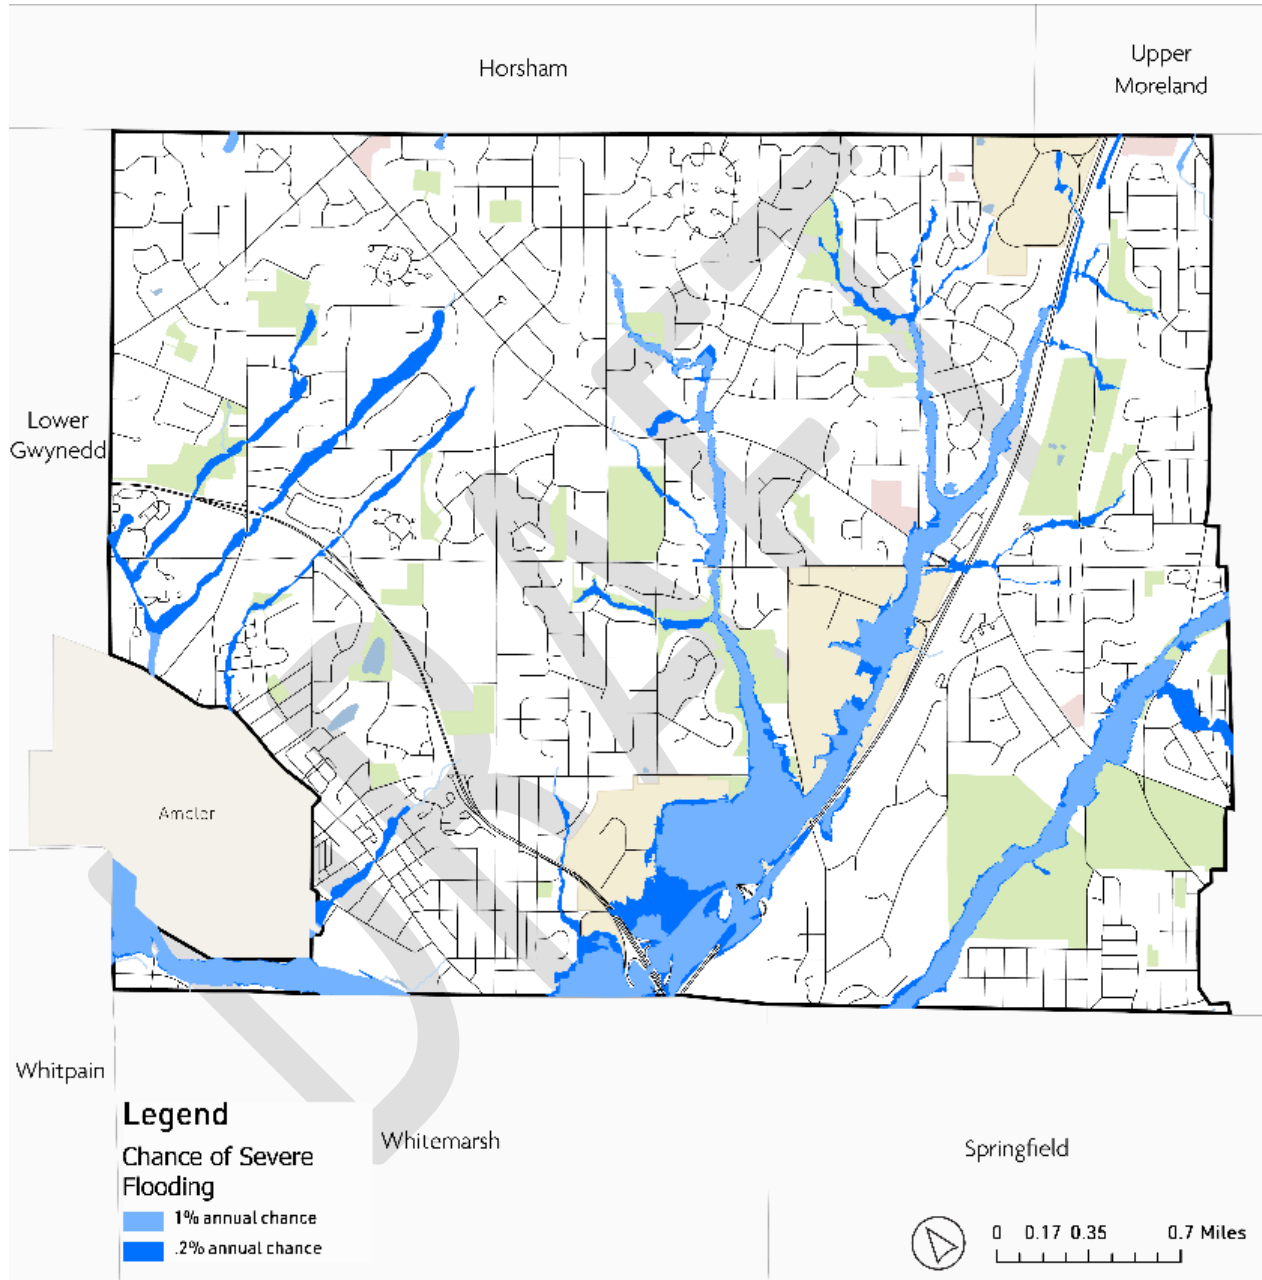 Horsham
Upper
Moreland
Lower
Gwynedd
Ambler
DRAFT
Whitpain
Whitemarsh
Springfield
Legend
Chance of Severe
Flooding
1% annual chance
.2% annual chance
0 0.17 0.35 0.7 Miles